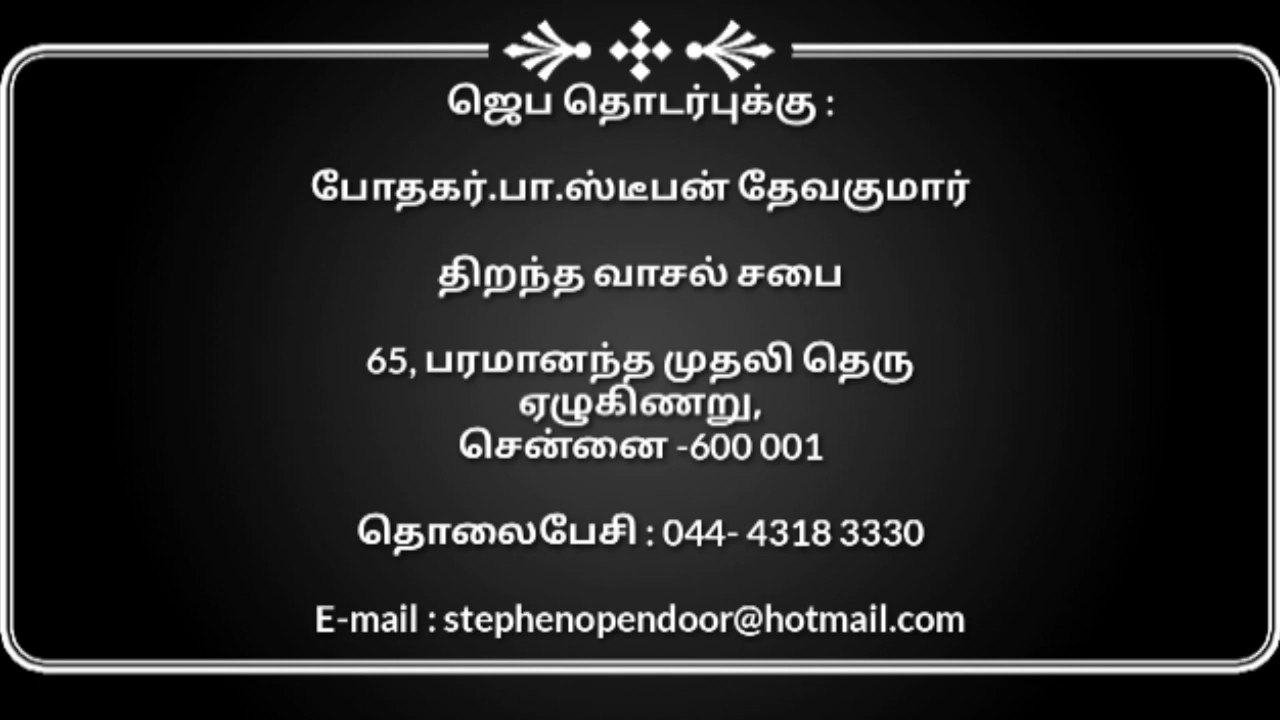 ஜெப தொடர்புக்கு :
போதகர்.பா.ஸ்டீபன் தேவகுமார்
திறந்த வாசல் சபை
65, பரமானந்த முதலி தெரு
ஏழுகிணறு,
சென்னை -600 001
தொலைபேசி : 044- 4318 3330
E-mail : stephenopendoor@hotmail.com